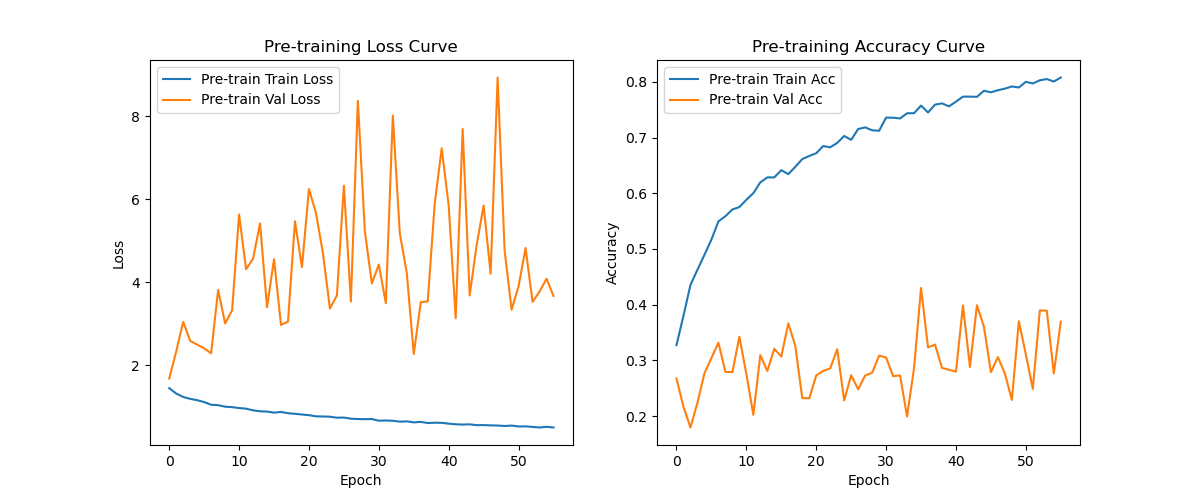 Pre-training Loss Curve
Pre-train Train Loss
Pre-train Val Loss
8
6
4
2
Loss
0 10 20 30 40 50
Epoch
Pre-training Accuracy Curve
Pre-train Train Acc
Pre-train Val Acc
0.8
0.7
0.6
0.5
0.4
0.3
0.2
Accuracy
0 10 20 30 40 50
Epoch